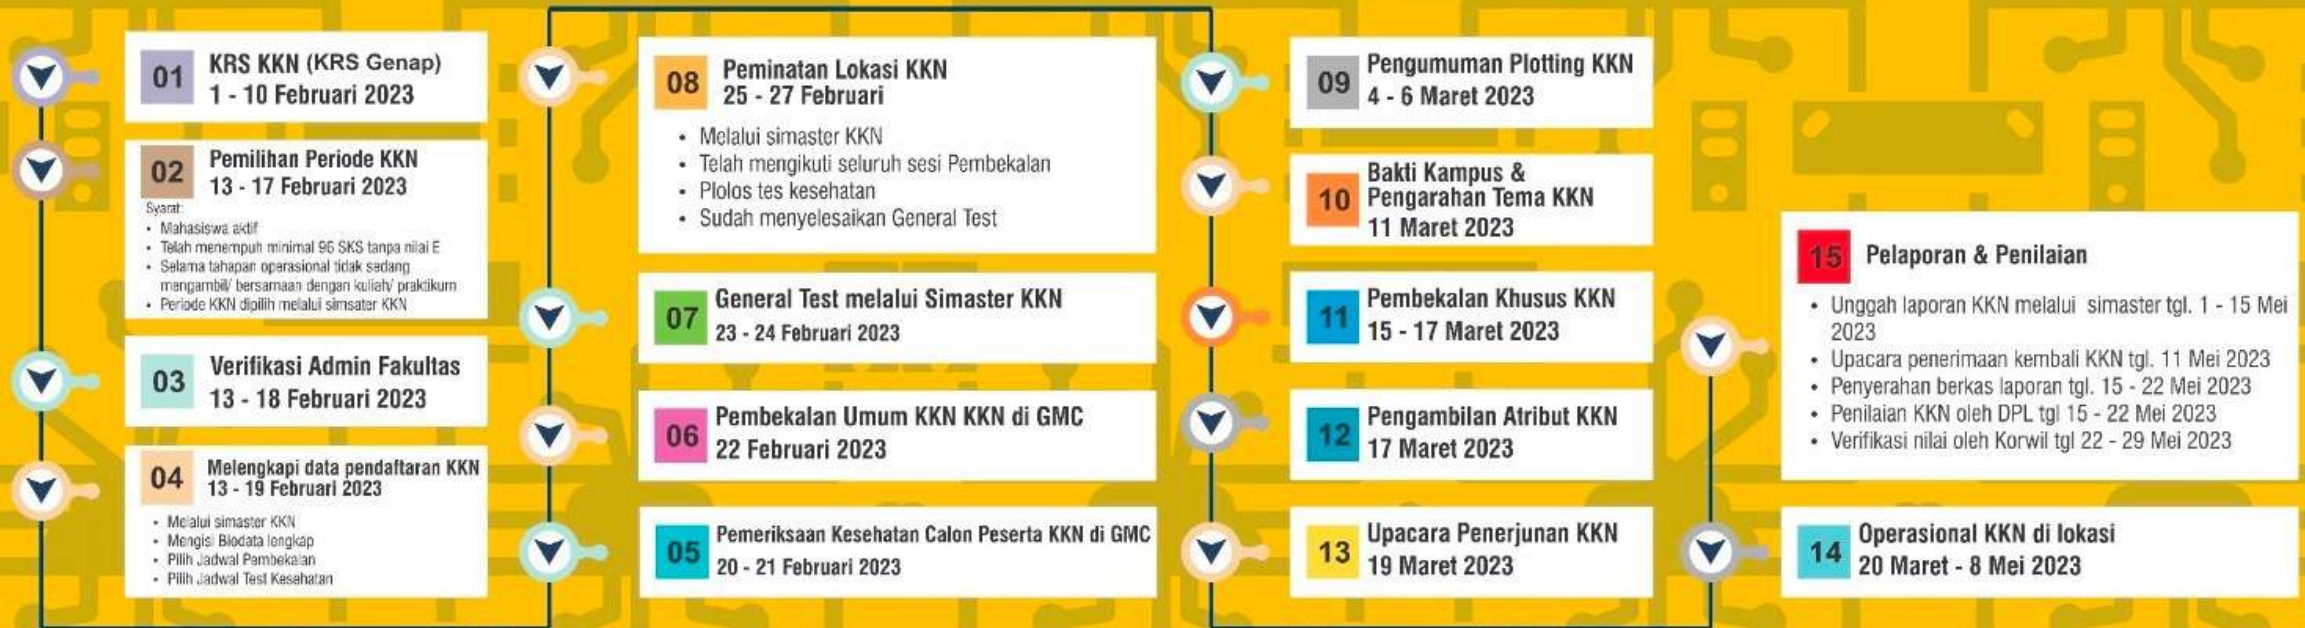 01
KRS KKN (KRS Genap)
1 - 10 Februari 2023
02
Pemilihan Periode KKN
13 - 17 Februari 2023
Syarat:
• Mahasiswa aktif
• Telah menempuh minimal 96 SKS tanpa nilai E
• Selama tahapan operasional tidak sedang
mengambil/ bersamaan dengan kuliah/ praktikum
• Periode KKN dipilih melalui simsater KKN
03
Verifikasi Admin Fakultas
13 - 18 Februari 2023
04
Melengkapi data pendaftaran KKN
13 - 19 Februari 2023
• Melalui simaster KKN
• Mengisi Biodata lengkap
• Pilih Jadwal Pembekalan
• Pilih Jadwal Test Kesehatan
05
Pemeriksaan Kesehatan Calon Peserta KKN di GMC
20 - 21 Februari 2023
06
Pembekalan Umum KKN KKN di GMC
22 Februari 2023
07
General Test melalui Simaster KKN
23 - 24 Februari 2023
08
Peminatan Lokasi KKN
25 - 27 Februari
• Melalui simaster KKN
• Telah mengikuti seluruh sesi Pembekalan
• Plolos tes kesehatan
• Sudah menyelesaikan General Test
09
Pengumuman Plotting KKN
4 - 6 Maret 2023
10
Bakti Kampus &
Pengarahan Tema KKN
11 Maret 2023
11
Pembekalan Khusus KKN
15 - 17 Maret 2023
12
Pengambilan Atribut KKN
17 Maret 2023
13
Upacara Penerjunan KKN
19 Maret 2023
14
Operasional KKN di lokasi
20 Maret - 8 Mei 2023
15
Pelaporan & Penilaian
• Unggah laporan KKN melalui simaster tgl. 1 - 15 Mei
2023
• Upacara penerimaan kembali KKN tgl. 11 Mei 2023
• Penyerahan berkas laporan tgl. 15 - 22 Mei 2023
• Penilaian KKN oleh DPL tgl 15 - 22 Mei 2023
• Verifikasi nilai oleh Korwil tgl 22 - 29 Mei 2023